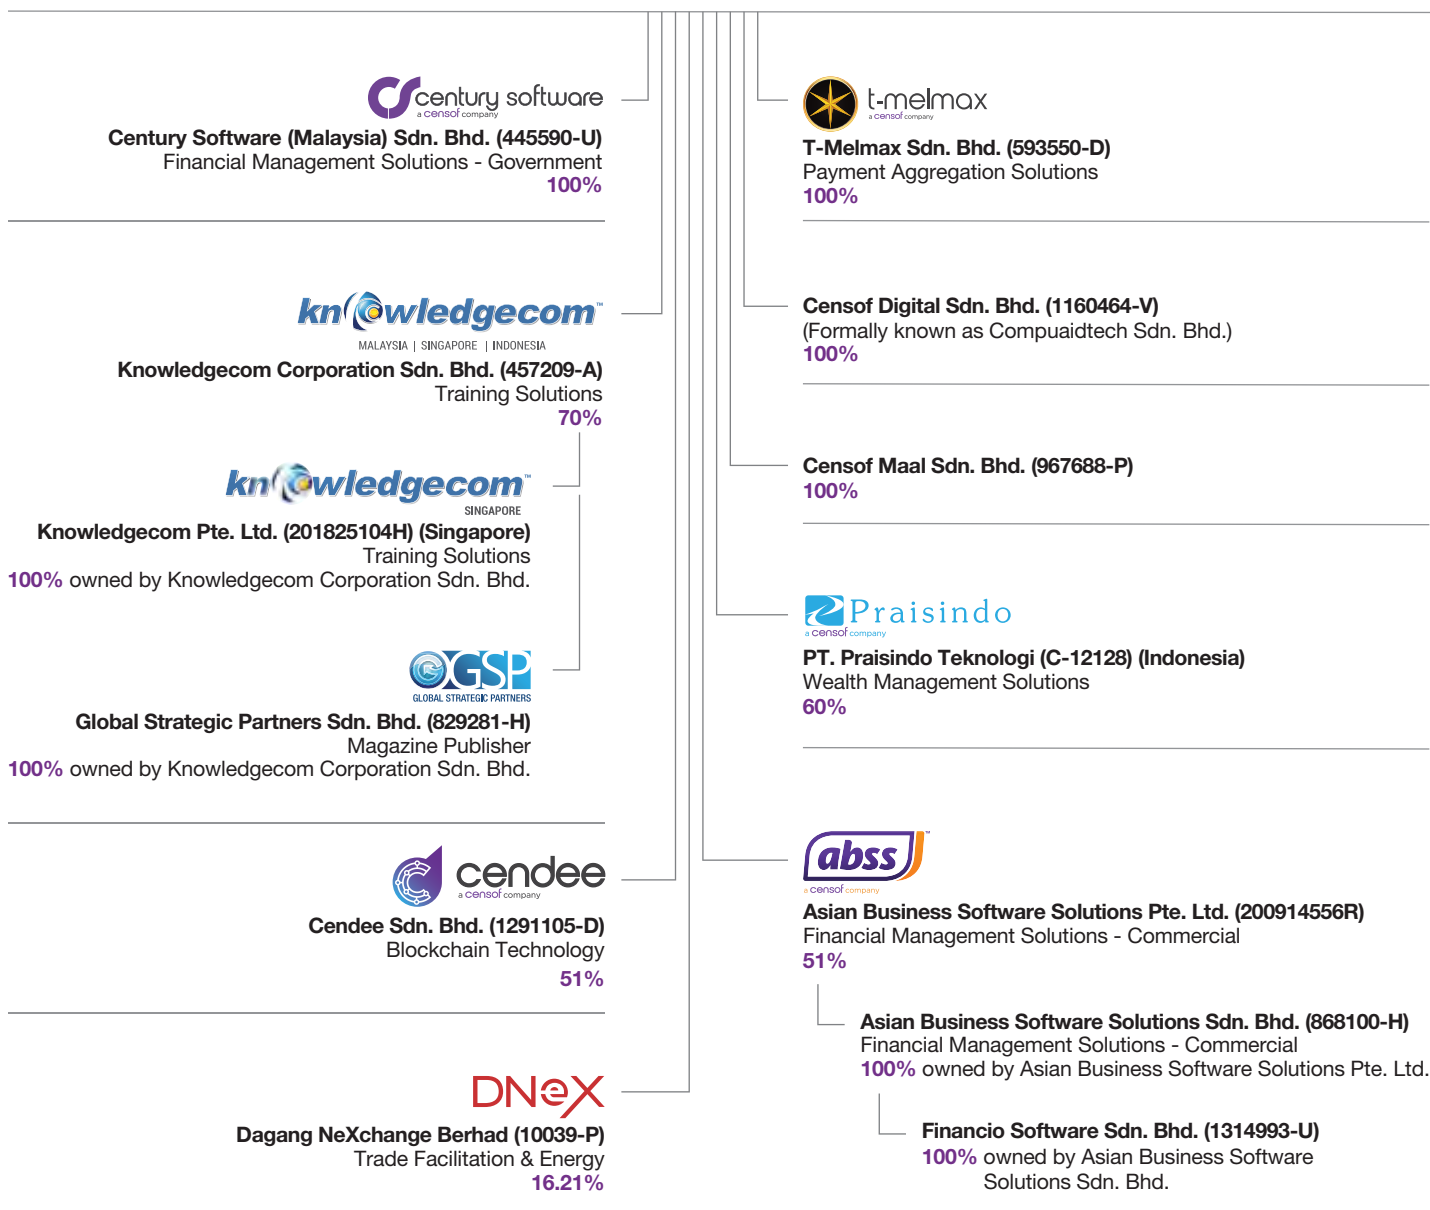 century software
a censof company
Century Software (Malaysia) Sdn. Bhd. (445590-U)
Financial Management Solutions - Government
100%
knowledgecom™
MALAYSIA | SINGAPORE | INDONESIA
Knowledgecom Corporation Sdn. Bhd. (457209-A)
Training Solutions
70%
knowledgecom™
SINGAPORE
Knowledgecom Pte. Ltd. (201825104H) (Singapore)
Training Solutions
100% owned by Knowledgecom Corporation Sdn. Bhd.
GSP
GLOBAL STRATEGIC PARTNERS
Global Strategic Partners Sdn. Bhd. (829281-H)
Magazine Publisher
100% owned by Knowledgecom Corporation Sdn. Bhd.
cendee
a censof company
Cendee Sdn. Bhd. (1291105-D)
Blockchain Technology
51%
DNeX
Dagang NeXchange Berhad (10039-P)
Trade Facilitation & Energy
16.21%
t-melmax
a censof company
T-Melmax Sdn. Bhd. (593550-D)
Payment Aggregation Solutions
100%
Censof Digital Sdn. Bhd. (1160464-V)
(Formally known as Compuaidtech Sdn. Bhd.)
100%
Censof Maal Sdn. Bhd. (967688-P)
100%
Praisindo
a censof company
PT. Praisindo Teknologi (C-12128) (Indonesia)
Wealth Management Solutions
60%
abss™
a censof company
Asian Business Software Solutions Pte. Ltd. (200914556R)
Financial Management Solutions - Commercial
51%
Asian Business Software Solutions Sdn. Bhd. (868100-H)
Financial Management Solutions - Commercial
100% owned by Asian Business Software Solutions Pte. Ltd.
Financio Software Sdn. Bhd. (1314993-U)
100% owned by Asian Business Software
Solutions Sdn. Bhd.